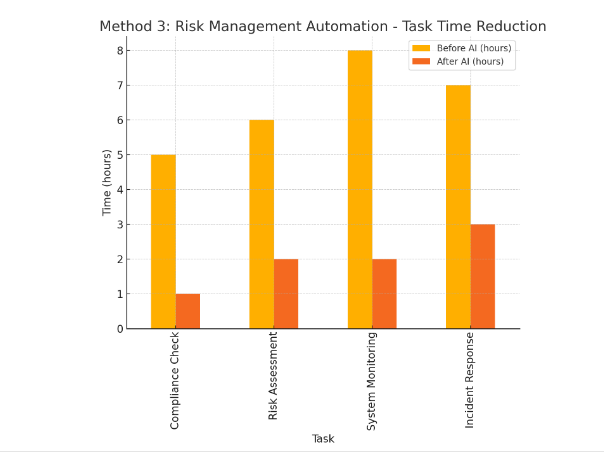 Method 3: Risk Management Automation - Task Time Reduction
Before AI (hours)
After AI (hours)
Time (hours)
8
7
6
5
4
3
2
1
0
Compliance Check
Risk Assessment
System Monitoring
Incident Response
Task